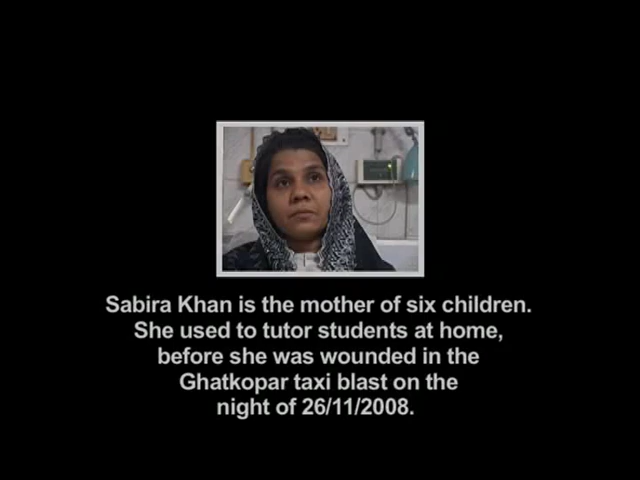 Sabira Khan is the mother of six children.
She used to tutor students at home,
before she was wounded in the
Ghatkopar taxi blast on the
night of 26/11/2008.